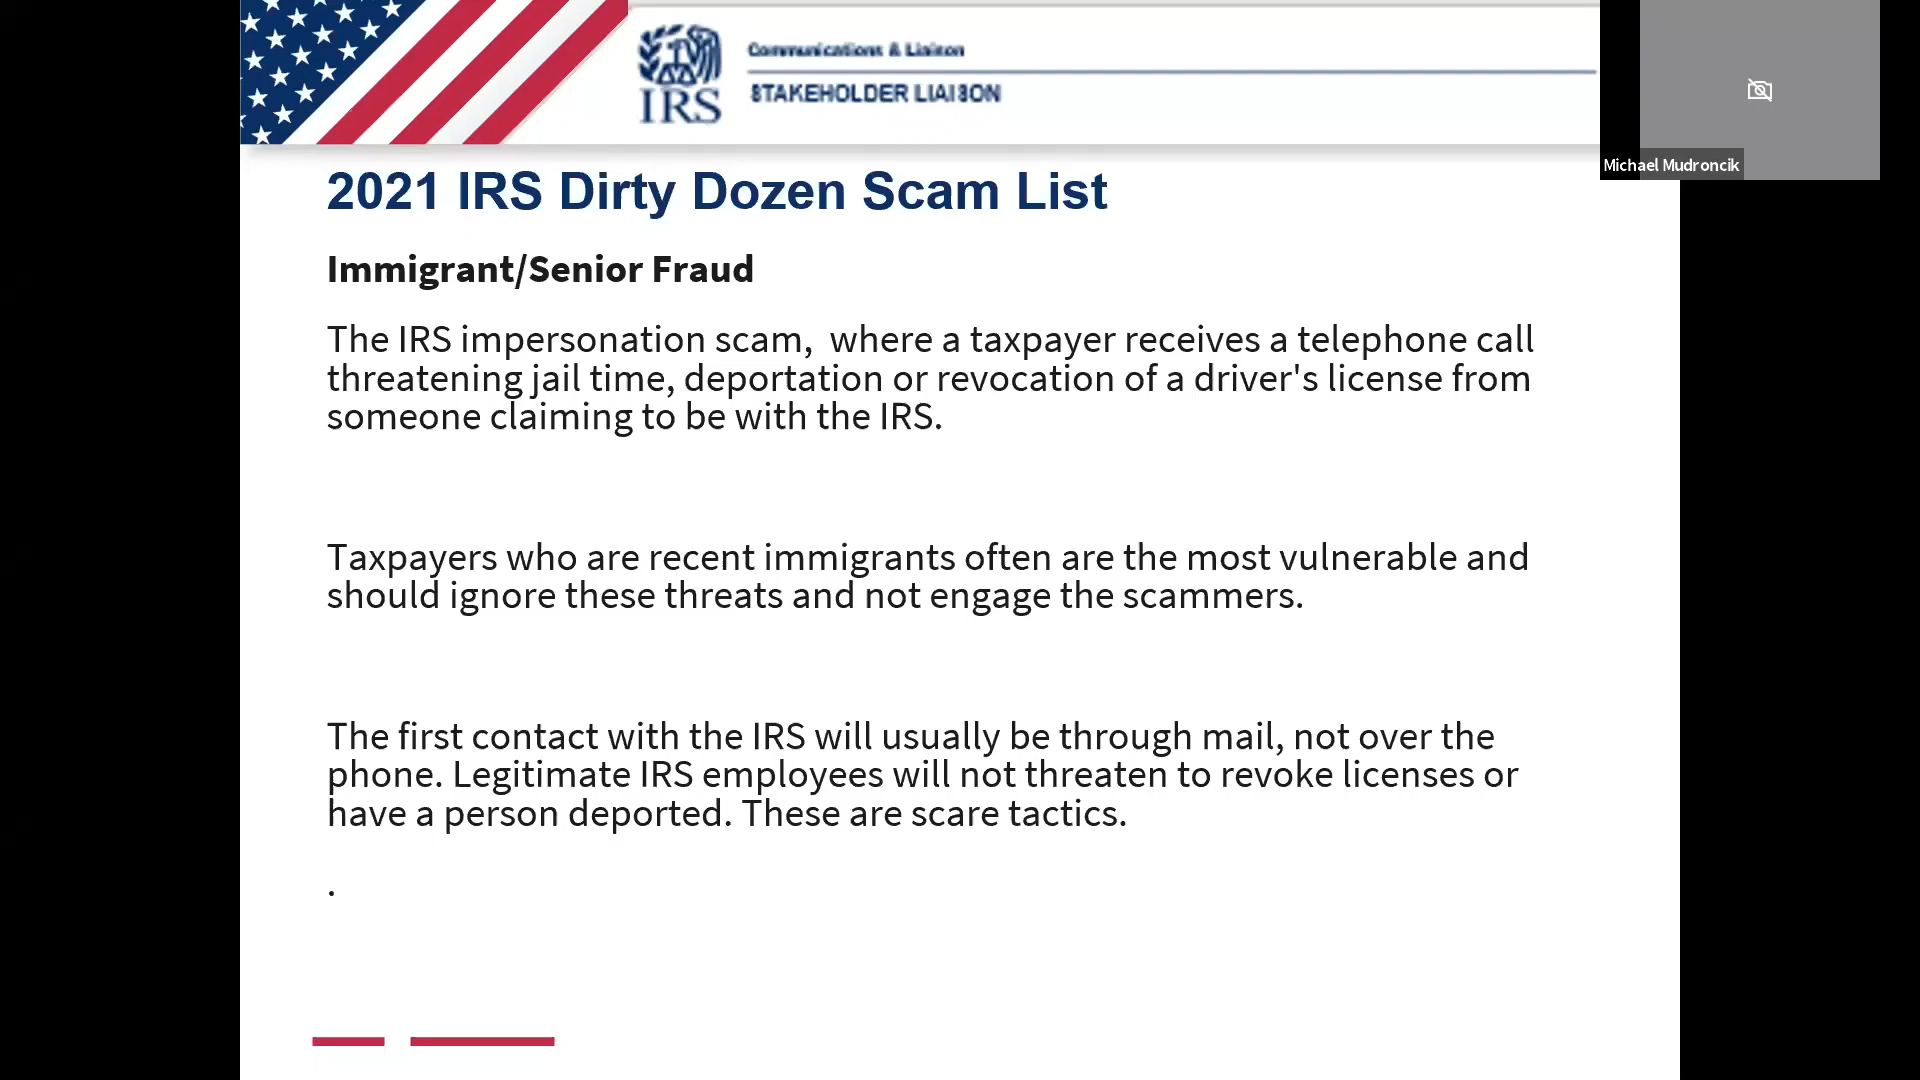 Communications & Liaison
STAKEHOLDER LIAISON
IRS
Michael Mudroncik
2021 IRS Dirty Dozen Scam List
Immigrant/Senior Fraud
The IRS impersonation scam,  where a taxpayer receives a telephone call
threatening jail time, deportation or revocation of a driver's license from
someone claiming to be with the IRS.
Taxpayers who are recent immigrants often are the most vulnerable and
should ignore these threats and not engage the scammers.
The first contact with the IRS will usually be through mail, not over the
phone. Legitimate IRS employees will not threaten to revoke licenses or
have a person deported. These are scare tactics.
.